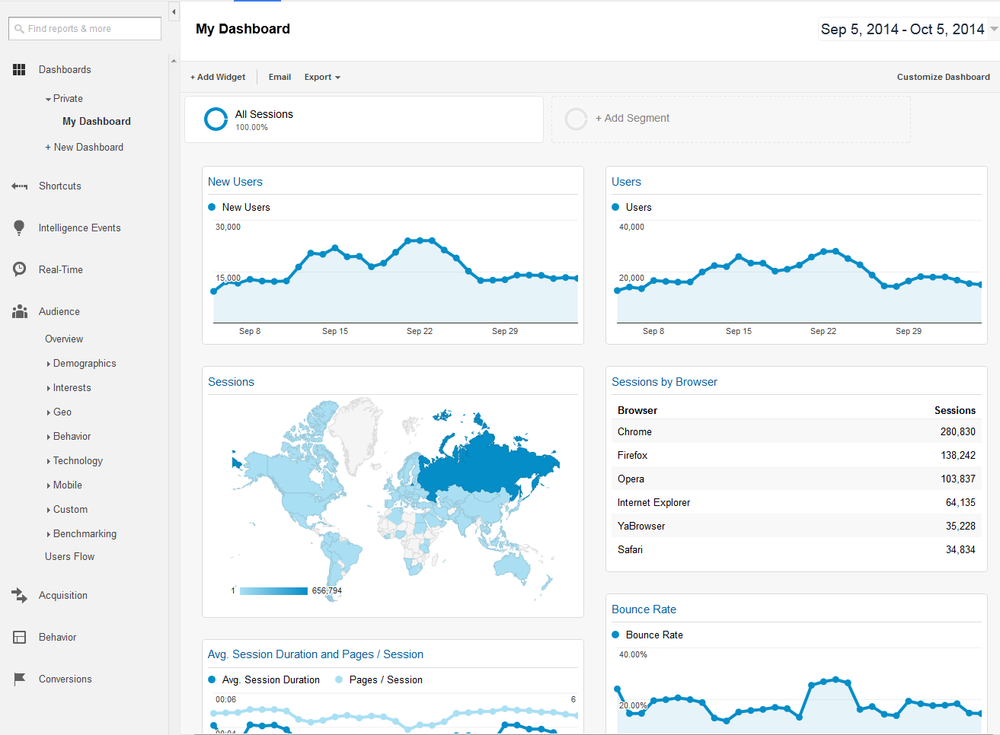 Find reports & more
Dashboards
Private
My Dashboard
+ New Dashboard
Shortcuts
Intelligence Events
Real-Time
Audience
Overview
Demographics
Interests
Geo
Behavior
Technology
Mobile
Custom
Benchmarking
Users Flow
Acquisition
Behavior
Conversions
My Dashboard
Sep 5, 2014 - Oct 5, 2014
+ Add Widget Email Export Customize Dashboard
All Sessions
100.00%
+ Add Segment
New Users
New Users
30,000
15,000
Sep 8 Sep 15 Sep 22 Sep 29
Users
Users
40,000
20,000
Sep 8 Sep 15 Sep 22 Sep 29
Sessions
1 656,794
Sessions by Browser
Browser Sessions
Chrome 280,830
Firefox 138,242
Opera 103,837
Internet Explorer 64,135
YaBrowser 35,228
Safari 34,834
Avg. Session Duration and Pages / Session
Avg. Session Duration Pages / Session
00:06 6
00:04
Bounce Rate
Bounce Rate
40.00%
20.00%